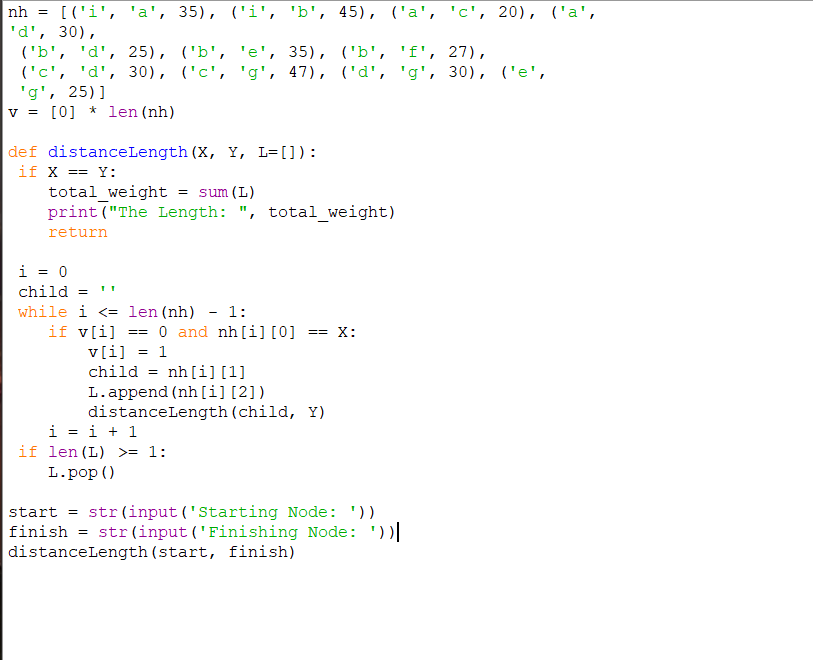 nh = [('i', 'a', 35), ('i', 'b', 45), ('a', 'c', 20), ('a',
'd', 30),
('b', 'd', 25), ('b', 'e', 35), ('b', 'f', 27),
('c', 'd', 30), ('c', 'g', 47), ('d', 'g', 30), ('e',
'g', 25)]
v = [0] * len(nh)
def distanceLength(X, Y, L=[]):
if X == Y:
total_weight = sum(L)
print("The Length: ", total_weight)
return
i = 0
child = ''
while i <= len(nh) - 1:
if v[i] == 0 and nh[i][0] == X:
v[i] = 1
child = nh[i][1]
L.append(nh[i][2])
distanceLength(child, Y)
i = i + 1
if len(L) >= 1:
L.pop()
start = str(input('Starting Node: '))
finish = str(input('Finishing Node: '))
distanceLength(start, finish)